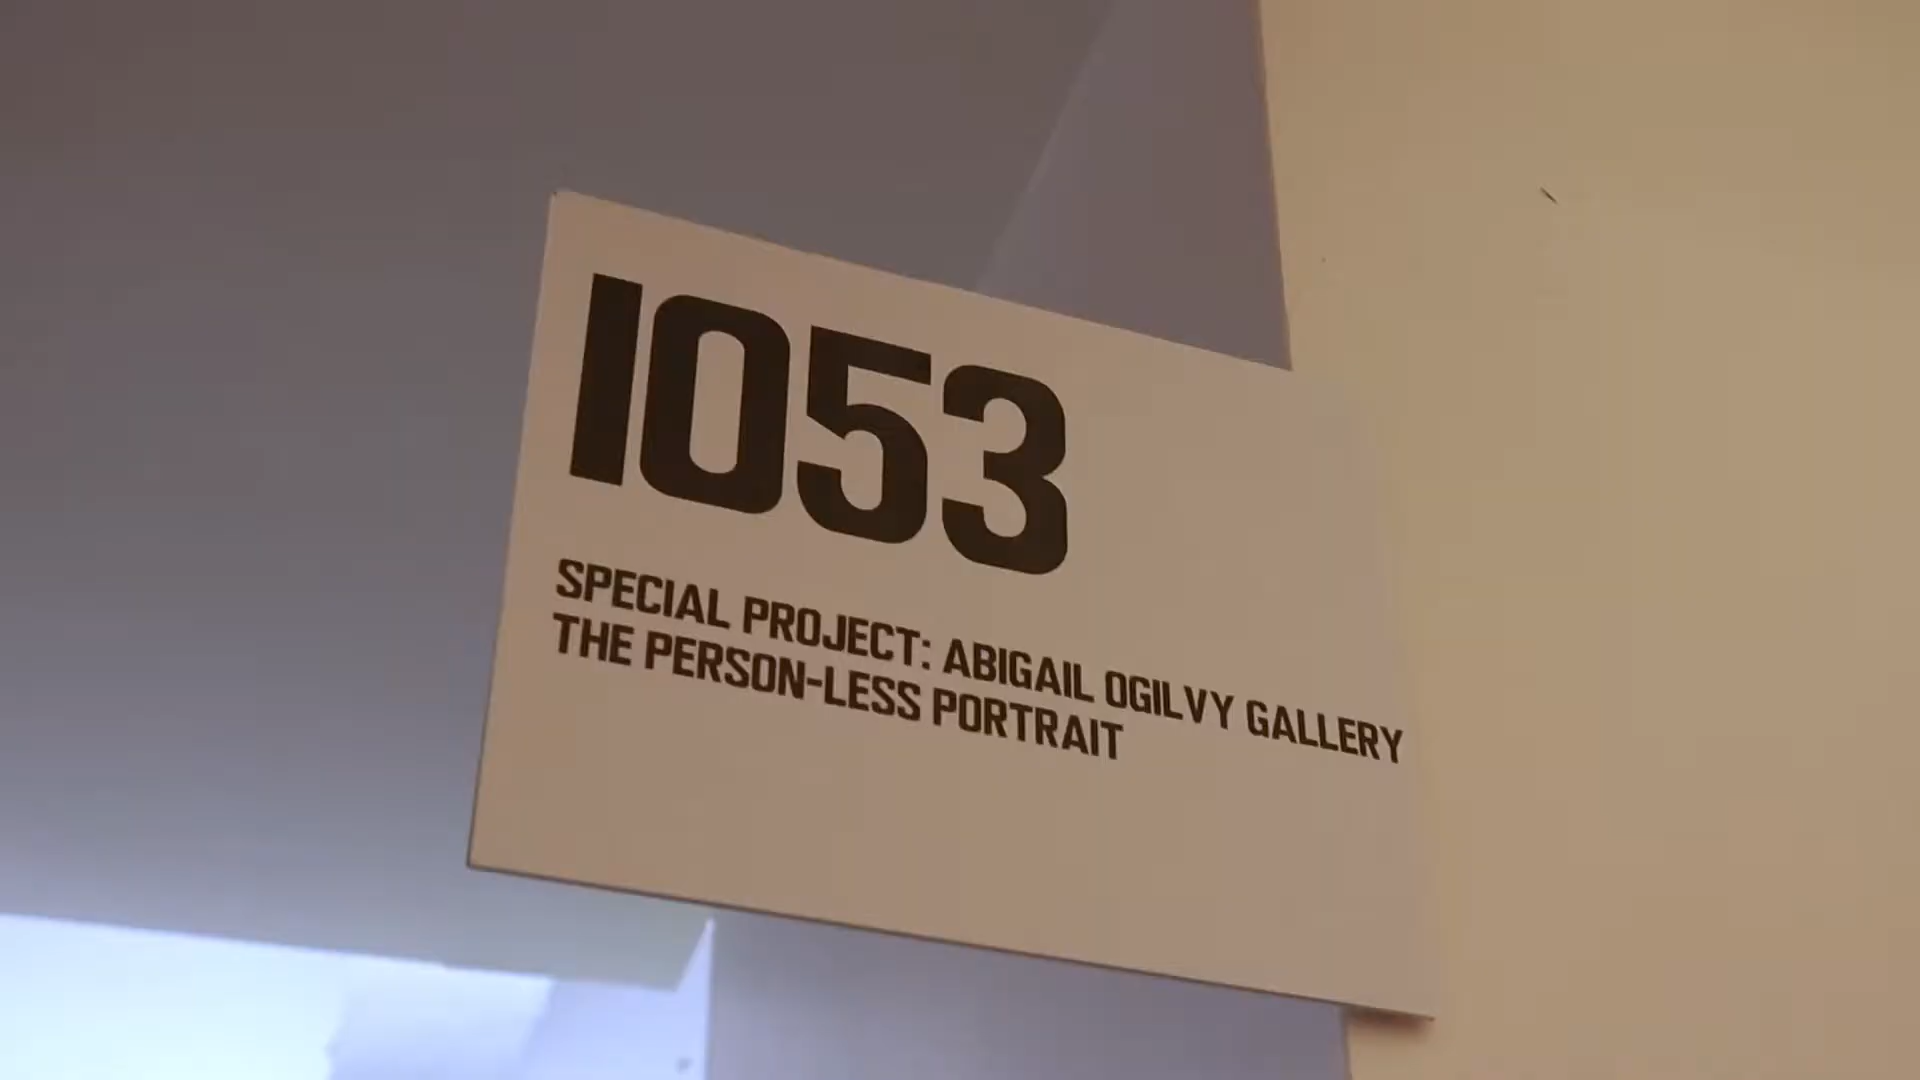 1053
SPECIAL PROJECT: ABIGAIL OGILVY GALLERY
THE PERSON-LESS PORTRAIT